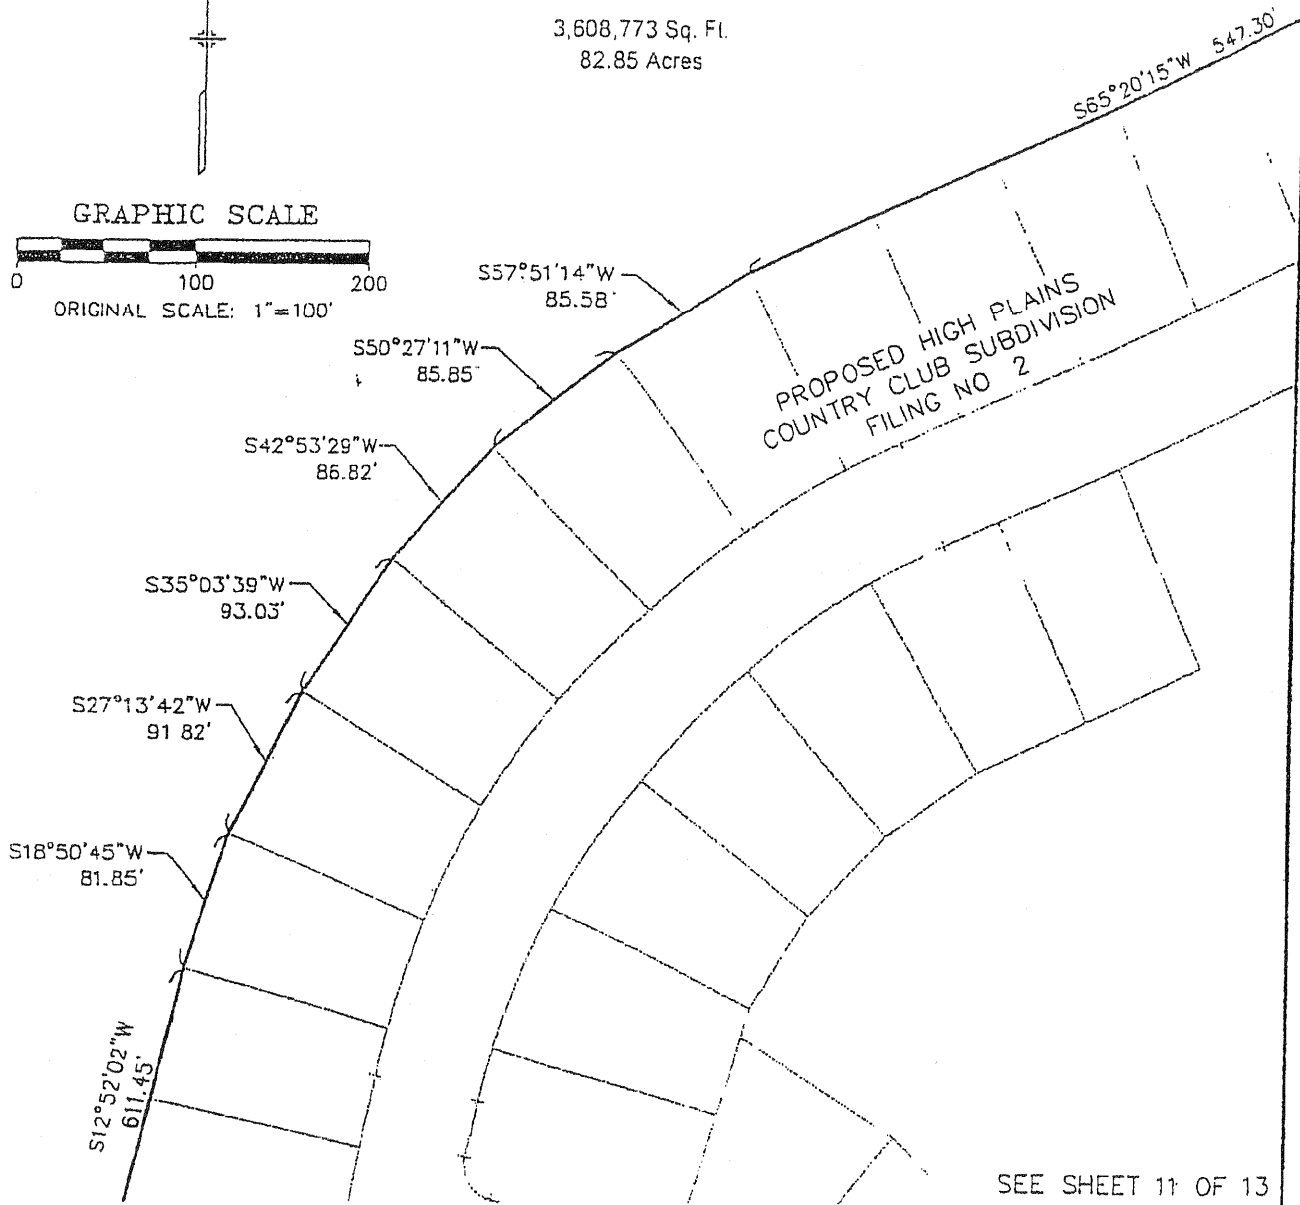 3,608,773 Sq. Ft.
82.85 Acres
S65°20'15"W 547.30'
GRAPHIC SCALE
0 100 200
ORIGINAL SCALE: 1"=100'
S57°51'14"W
85.58'
S50°27'11"W
85.85'
S42°53'29"W
86.82'
S35°03'39"W
93.03'
S27°13'42"W
91 82'
S18°50'45"W
81.85'
S12°52'02"W
611.45'
PROPOSED HIGH PLAINS
COUNTRY CLUB SUBDIVISION
FILING NO 2
SEE SHEET 11 OF 13